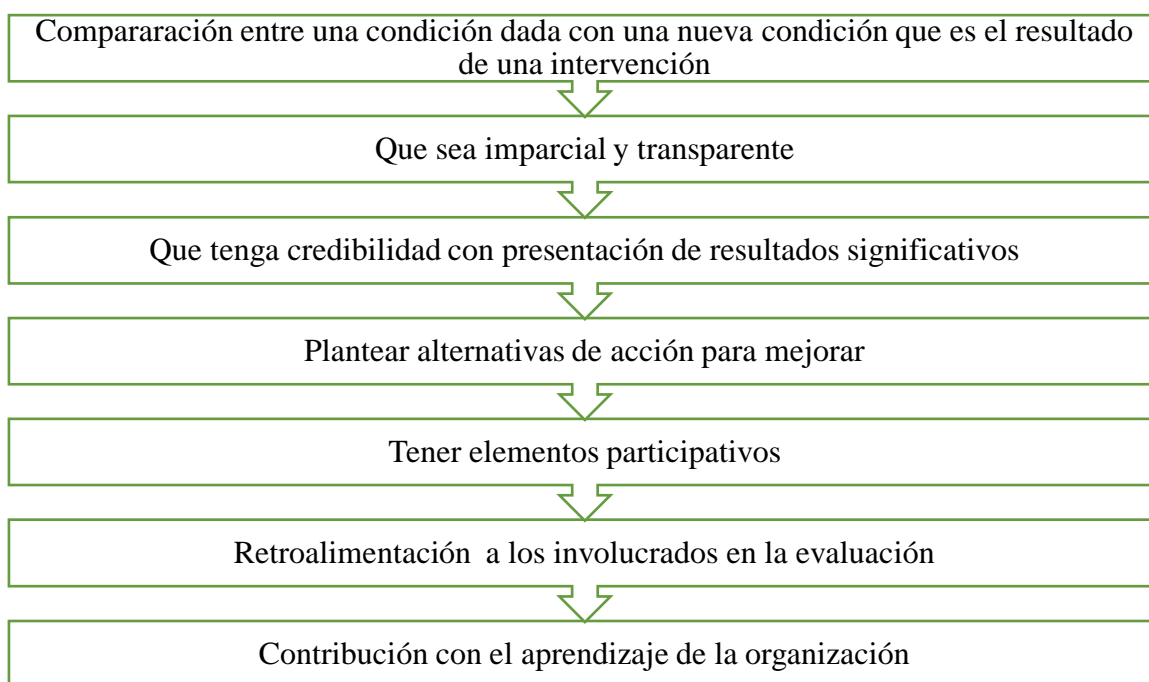 Compararación entre una condición dada con una nueva condición que es el resultado
de una intervención
Que sea imparcial y transparente
Que tenga credibilidad con presentación de resultados significativos
Plantear alternativas de acción para mejorar
Tener elementos participativos
Retroalimentación a los involucrados en la evaluación
Contribución con el aprendizaje de la organización